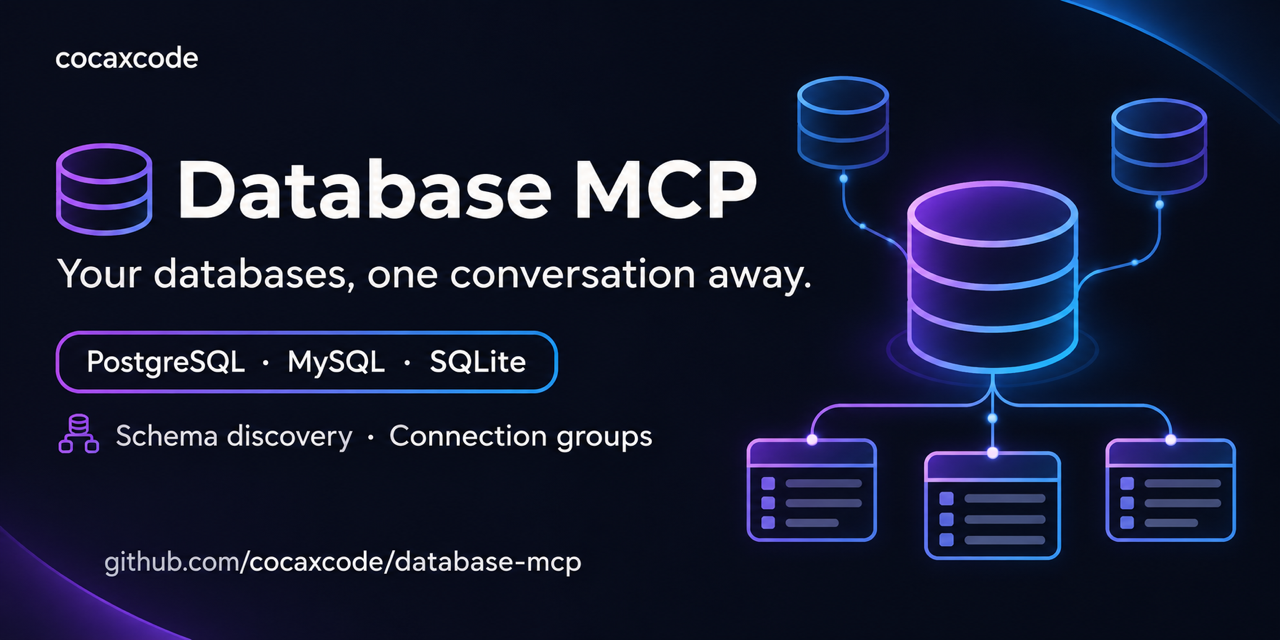 cocaxcode
Database MCP
Your databases, one conversation away.
PostgreSQL · MySQL · SQLite
Schema discovery · Connection groups
github.com/cocaxcode/database-mcp